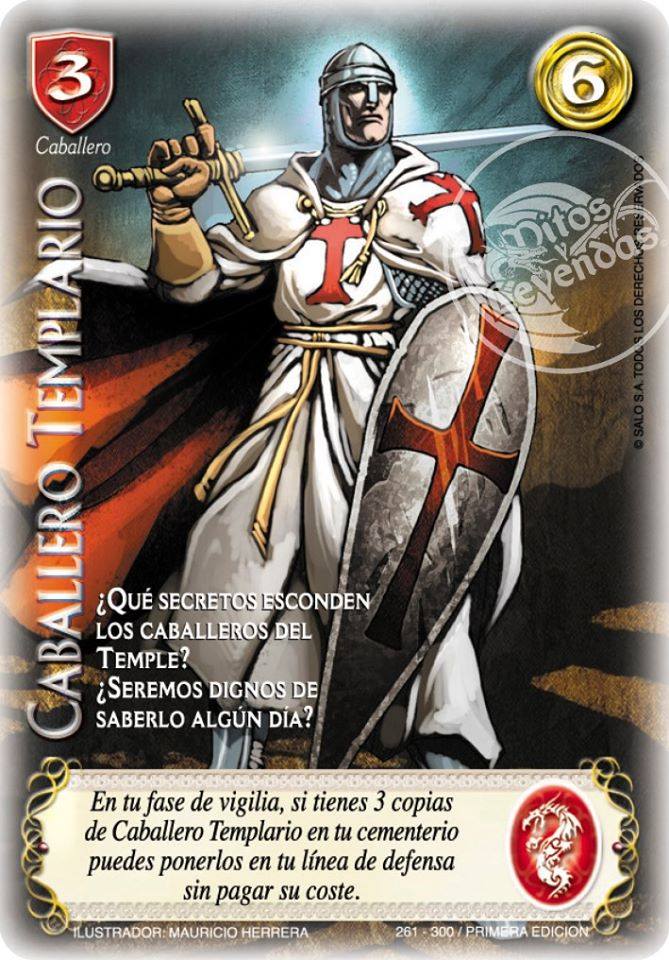 3
6
Caballero
CABALLERO TEMPLARIO
Mitos
y
Leyendas
© SALO S.A. TODOS LOS DERECHOS RESERVADOS
¿QUÉ SECRETOS ESCONDEN
LOS CABALLEROS DEL
TEMPLE?
¿SEREMOS DIGNOS DE
SABERLO ALGÚN DÍA?
En tu fase de vigilia, si tienes 3 copias
de Caballero Templario en tu cementerio
puedes ponerlos en tu línea de defensa
sin pagar su coste.
ILUSTRADOR: MAURICIO HERRERA
261 - 300 / PRIMERA EDICION